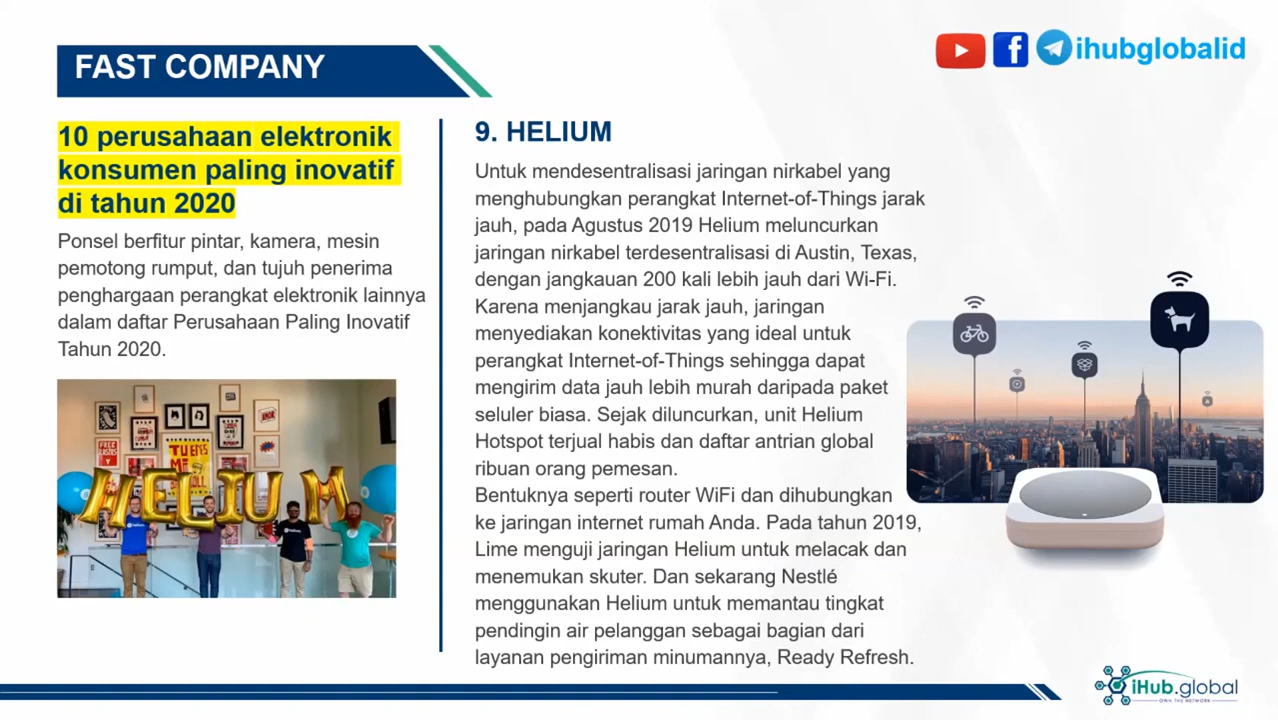 FAST COMPANY
ihubglobalid
10 perusahaan elektronik
konsumen paling inovatif
di tahun 2020
Ponsel berfitur pintar, kamera, mesin
pemotong rumput, dan tujuh penerima
penghargaan perangkat elektronik lainnya
dalam daftar Perusahaan Paling Inovatif
Tahun 2020.
HELIUM
9. HELIUM
Untuk mendesentralisasi jaringan nirkabel yang
menghubungkan perangkat Internet-of-Things jarak
jauh, pada Agustus 2019 Helium meluncurkan
jaringan nirkabel terdesentralisasi di Austin, Texas,
dengan jangkauan 200 kali lebih jauh dari Wi-Fi.
Karena menjangkau jarak jauh, jaringan
menyediakan konektivitas yang ideal untuk
perangkat Internet-of-Things sehingga dapat
mengirim data jauh lebih murah daripada paket
seluler biasa. Sejak diluncurkan, unit Helium
Hotspot terjual habis dan daftar antrian global
ribuan orang pemesan.
Bentuknya seperti router WiFi dan dihubungkan
ke jaringan internet rumah Anda. Pada tahun 2019,
Lime menguji jaringan Helium untuk melacak dan
menemukan skuter. Dan sekarang Nestlé
menggunakan Helium untuk memantau tingkat
pendingin air pelanggan sebagai bagian dari
layanan pengiriman minumannya, Ready Refresh.
iHub.global
OWN THE NETWORK